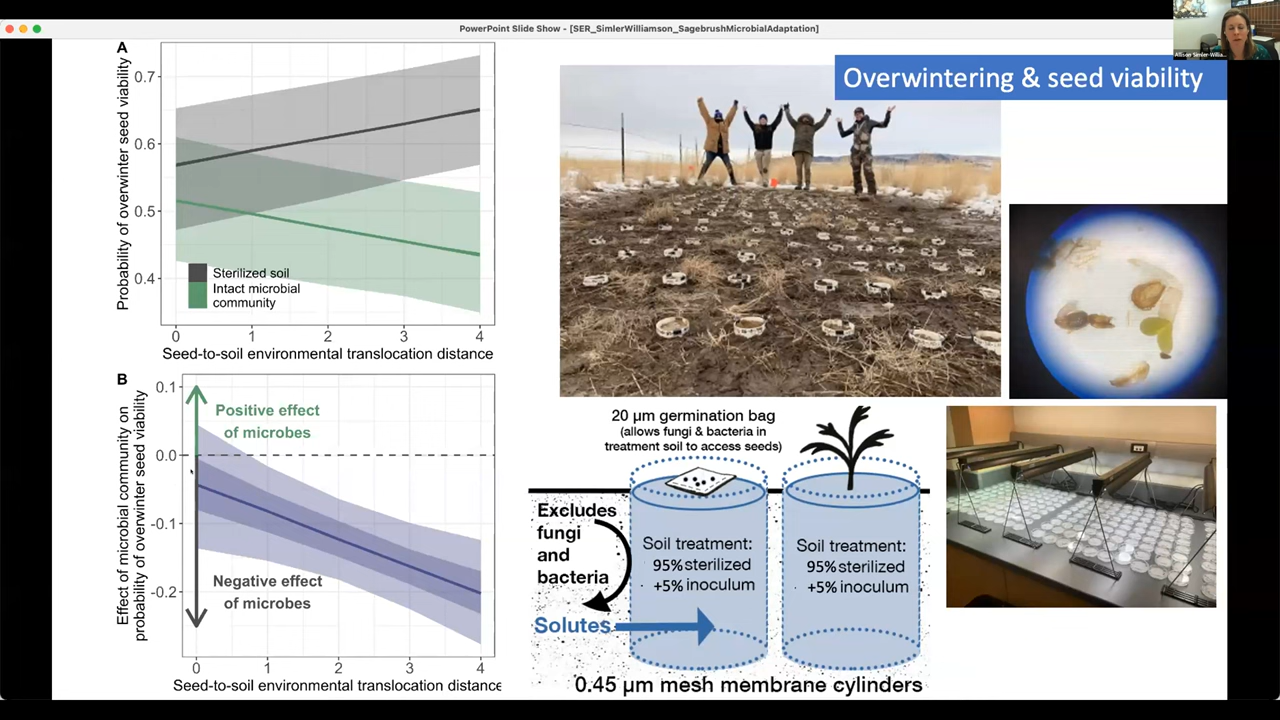 PowerPoint Slide Show - [SER_SimlerWilliamson_SagebrushMicrobialAdaptation]
Allison Simler-Willia...
Overwintering & seed viability
A
Probability of overwinter seed viability
0.7
0.6
0.5
0.4
Sterilized soil
Intact microbial
community
0
1
2
3
4
Seed-to-soil environmental translocation distance
B
Effect of microbial community on
probability of overwinter seed viability
0.1
0.0
-0.1
-0.2
Positive effect
of microbes
Negative effect
of microbes
0
1
2
3
4
Seed-to-soil environmental translocation distance
20 µm germination bag
(allows fungi & bacteria in
treatment soil to access seeds)
Excludes
fungi
and
bacteria
Solutes
Soil treatment:
95% sterilized
+5% inoculum
Soil treatment:
95% sterilized
+5% inoculum
0.45 µm mesh membrane cylinders